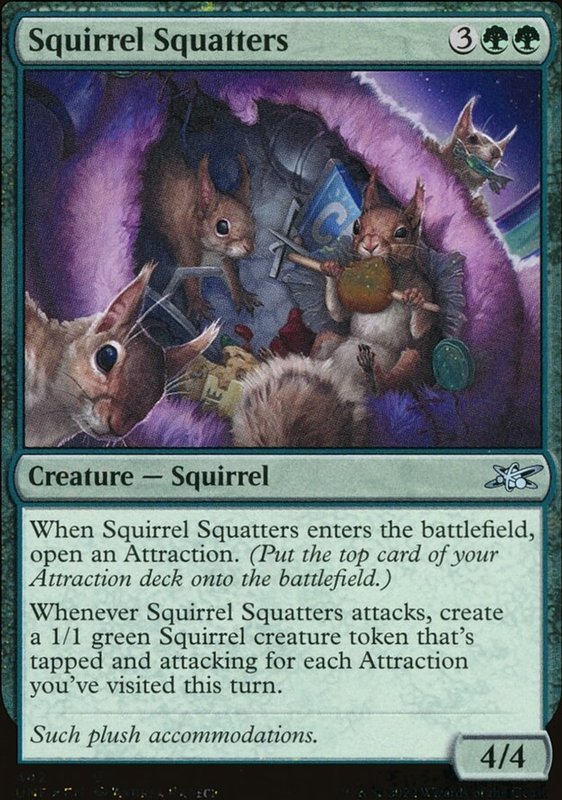 Squirrel Squatters 3
C
Creature — Squirrel
When Squirrel Squatters enters the battlefield,
open an Attraction. (Put the top card of your
Attraction deck onto the battlefield.)
Whenever Squirrel Squatters attacks, create
a 1/1 green Squirrel creature token that's
tapped and attacking for each Attraction
you've visited this turn.
Such plush accommodations.
4/4